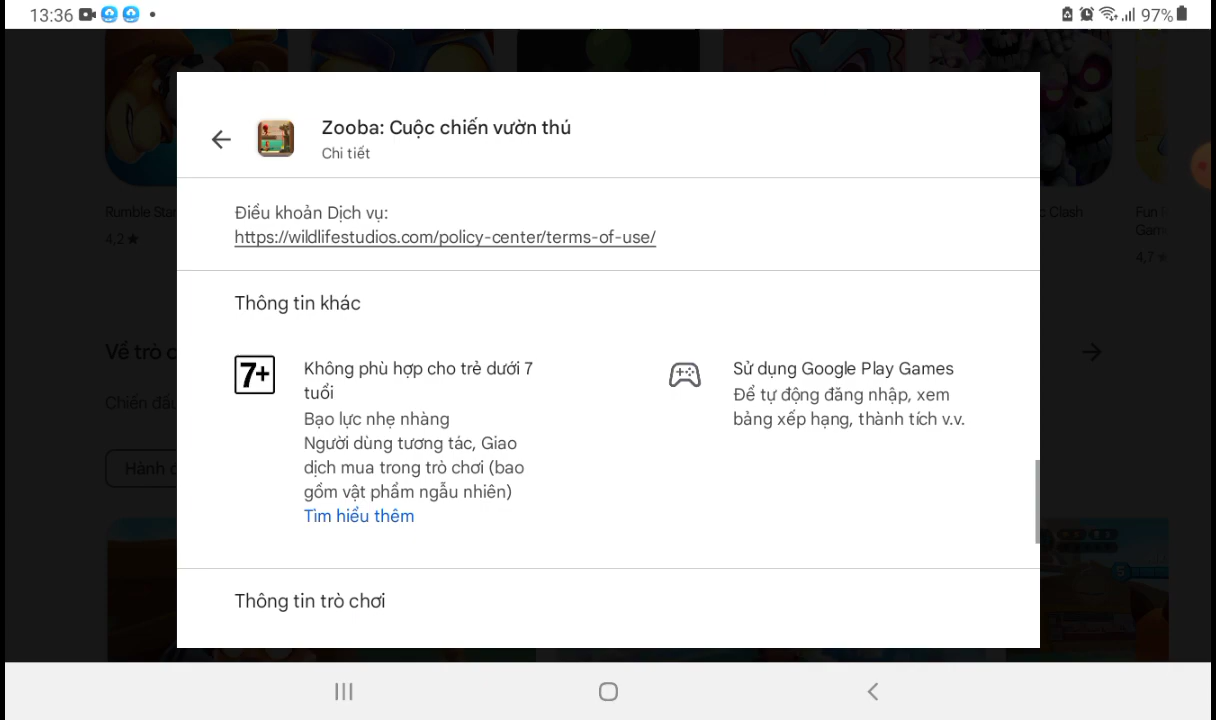 13:36
97%
Zooba: Cuộc chiến vườn thú
Chi tiết
Rumble Sta
Clash
Fun
Gam
4,2★
4,7
Điều khoản Dịch vụ:
https://wildlifestudios.com/policy-center/terms-of-use/
Thông tin khác
Về trò c
7+
Không phù hợp cho trẻ dưới 7
tuổi
Bạo lực nhẹ nhàng
Người dùng tương tác, Giao
dịch mua trong trò chơi (bao
gồm vật phẩm ngẫu nhiên)
Tìm hiểu thêm
Sử dụng Google Play Games
Để tự động đăng nhập, xem
bảng xếp hạng, thành tích v.v.
Chiến đấu
Hành
Thông tin trò chơi